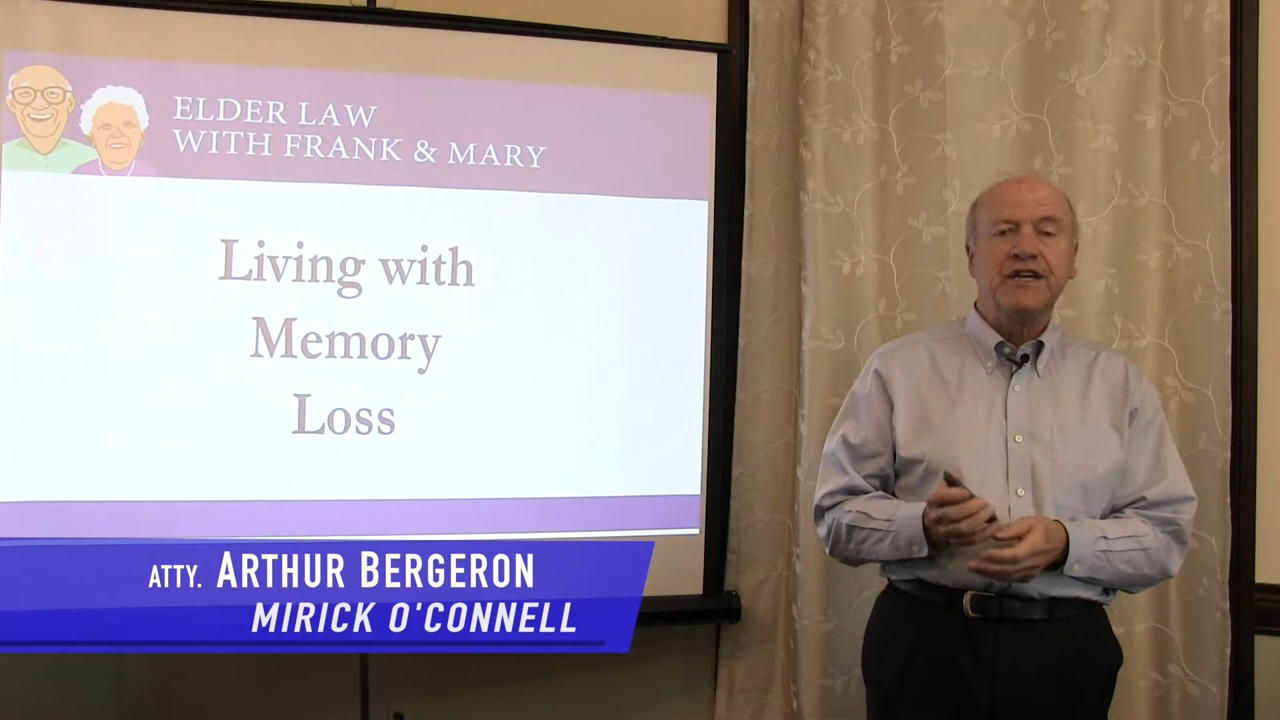 ELDER LAW
WITH FRANK & MARY
Living with
Memory
Loss
ATTY. ARTHUR BERGERON
MIRICK O'CONNELL